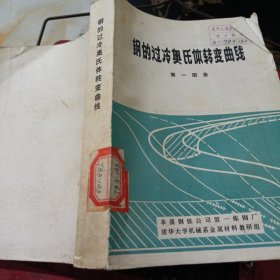 钢的过冷奥氏体转变曲线
第一图册
本溪钢铁公司第一炼钢厂
清华大学机械系金属材料教研组
钢的过冷奥氏体转变曲线